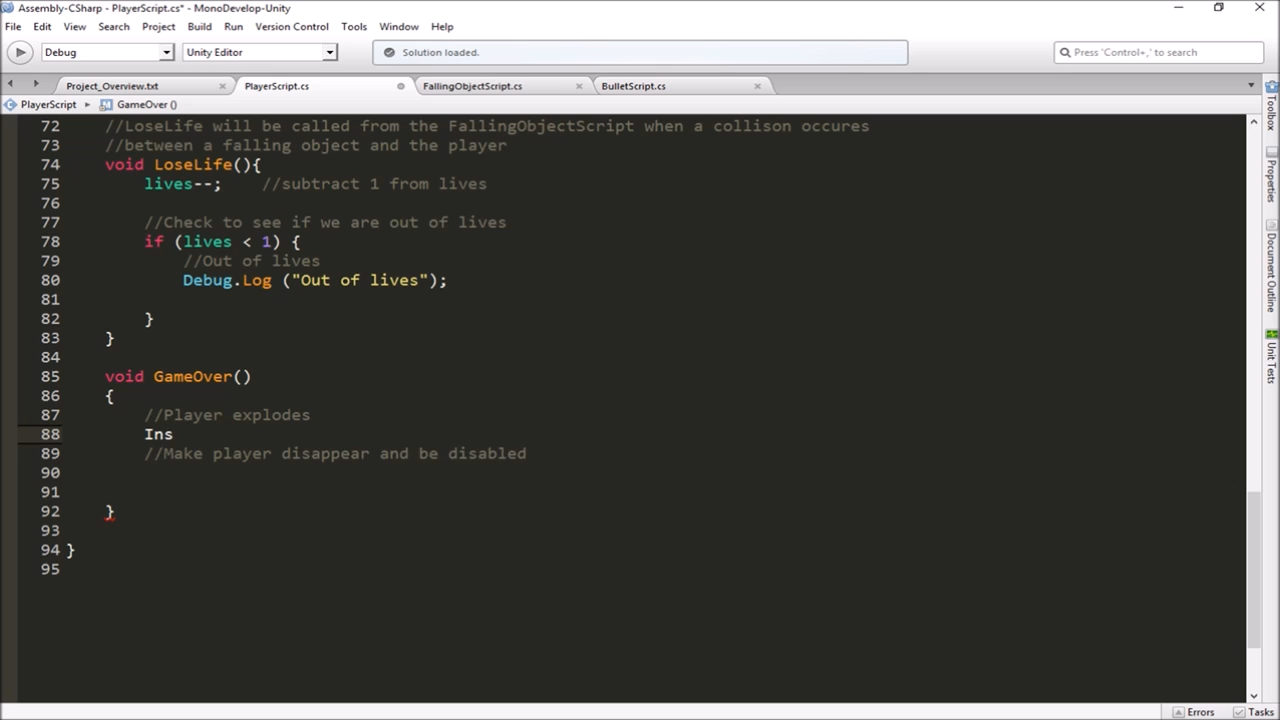 Assembly-CSharp - PlayerScript.cs* - MonoDevelop-Unity
File Edit View Search Project Build Run Version Control Tools Window Help
Debug Unity Editor Solution loaded. Press 'Control+,' to search
Project_Overview.txt PlayerScript.cs FallingObjectScript.cs BulletScript.cs
PlayerScript GameOver ()
72 //LoseLife will be called from the FallingObjectScript when a collison occures
73 //between a falling object and the player
74 void LoseLife(){
75 lives--; //subtract 1 from lives
76
77 //Check to see if we are out of lives
78 if (lives < 1) {
79 //Out of lives
80 Debug.Log ("Out of lives");
81
82 }
83 }
84
85 void GameOver()
86 {
87 //Player explodes
88 Ins
89 //Make player disappear and be disabled
90
91
92 }
93
94 }
95
Toolbox
Properties
Document Outline
Unit Tests
Errors Tasks